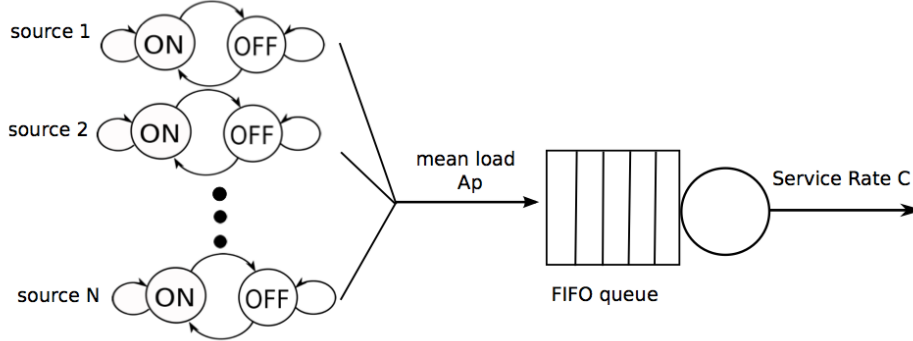 source 1
ON
OFF
source 2
ON
OFF
mean load
Ap
Service Rate C
source N
ON
OFF
FIFO queue